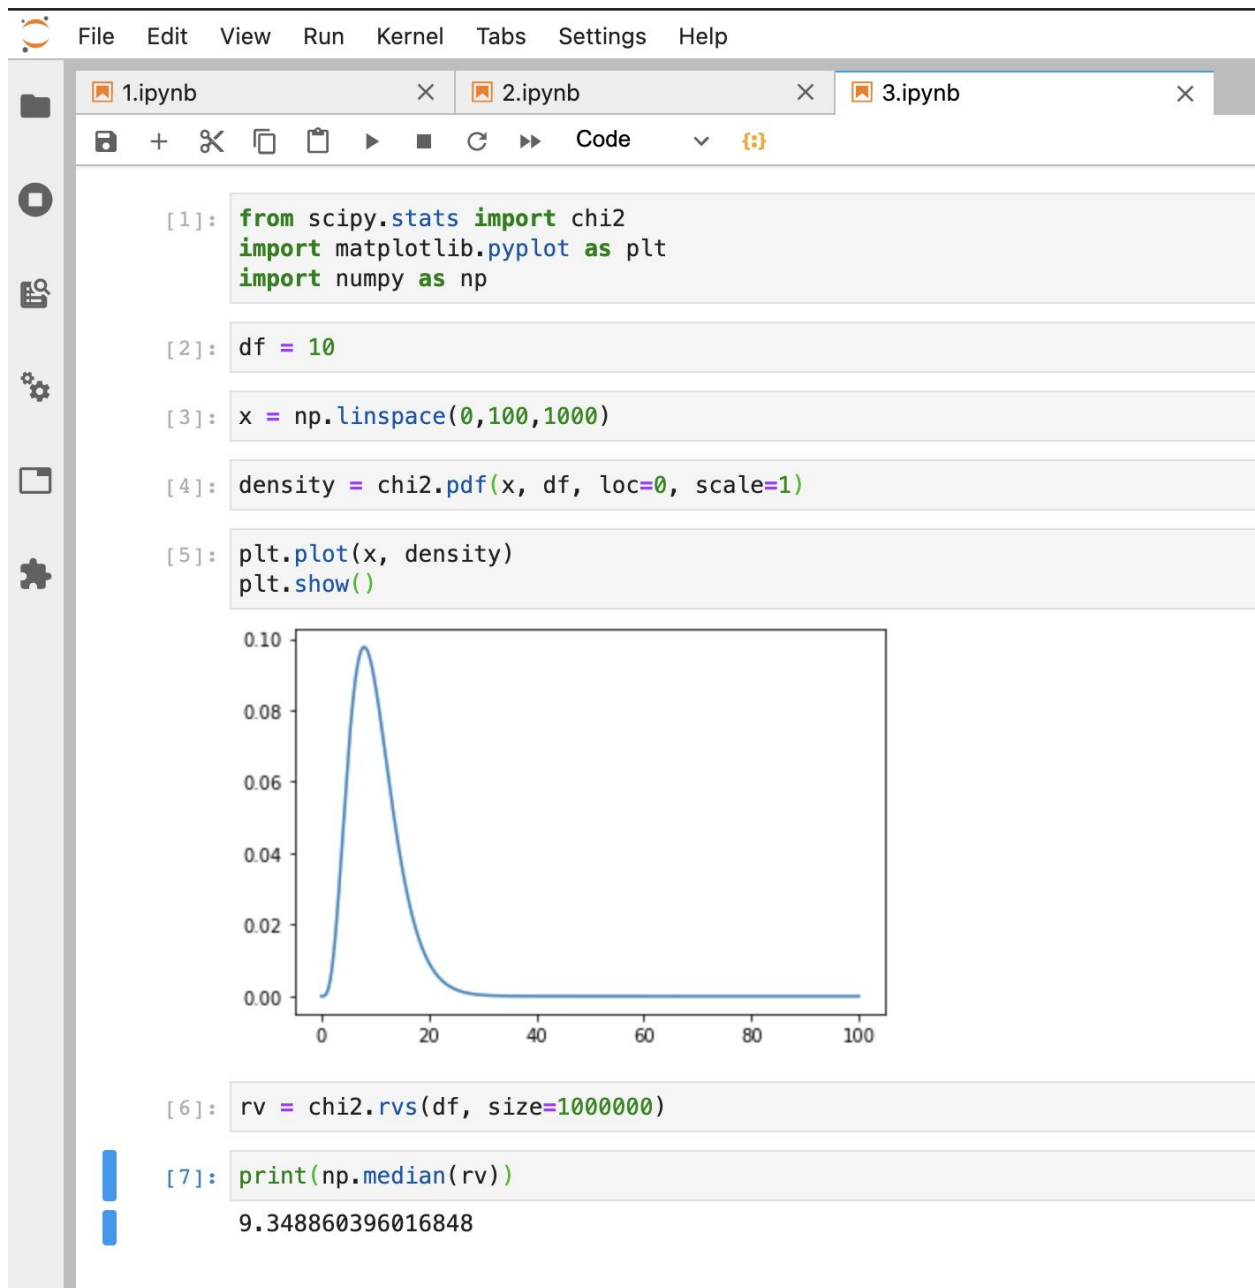 File Edit View Run Kernel Tabs Settings Help
1.ipynb 2.ipynb 3.ipynb
Code
[1]: from scipy.stats import chi2
import matplotlib.pyplot as plt
import numpy as np
[2]: df = 10
[3]: x = np.linspace(0,100,1000)
[4]: density = chi2.pdf(x, df, loc=0, scale=1)
[5]: plt.plot(x, density)
plt.show()
0.10
0.08
0.06
0.04
0.02
0.00
0 20 40 60 80 100
[6]: rv = chi2.rvs(df, size=1000000)
[7]: print(np.median(rv))
9.348860396016848